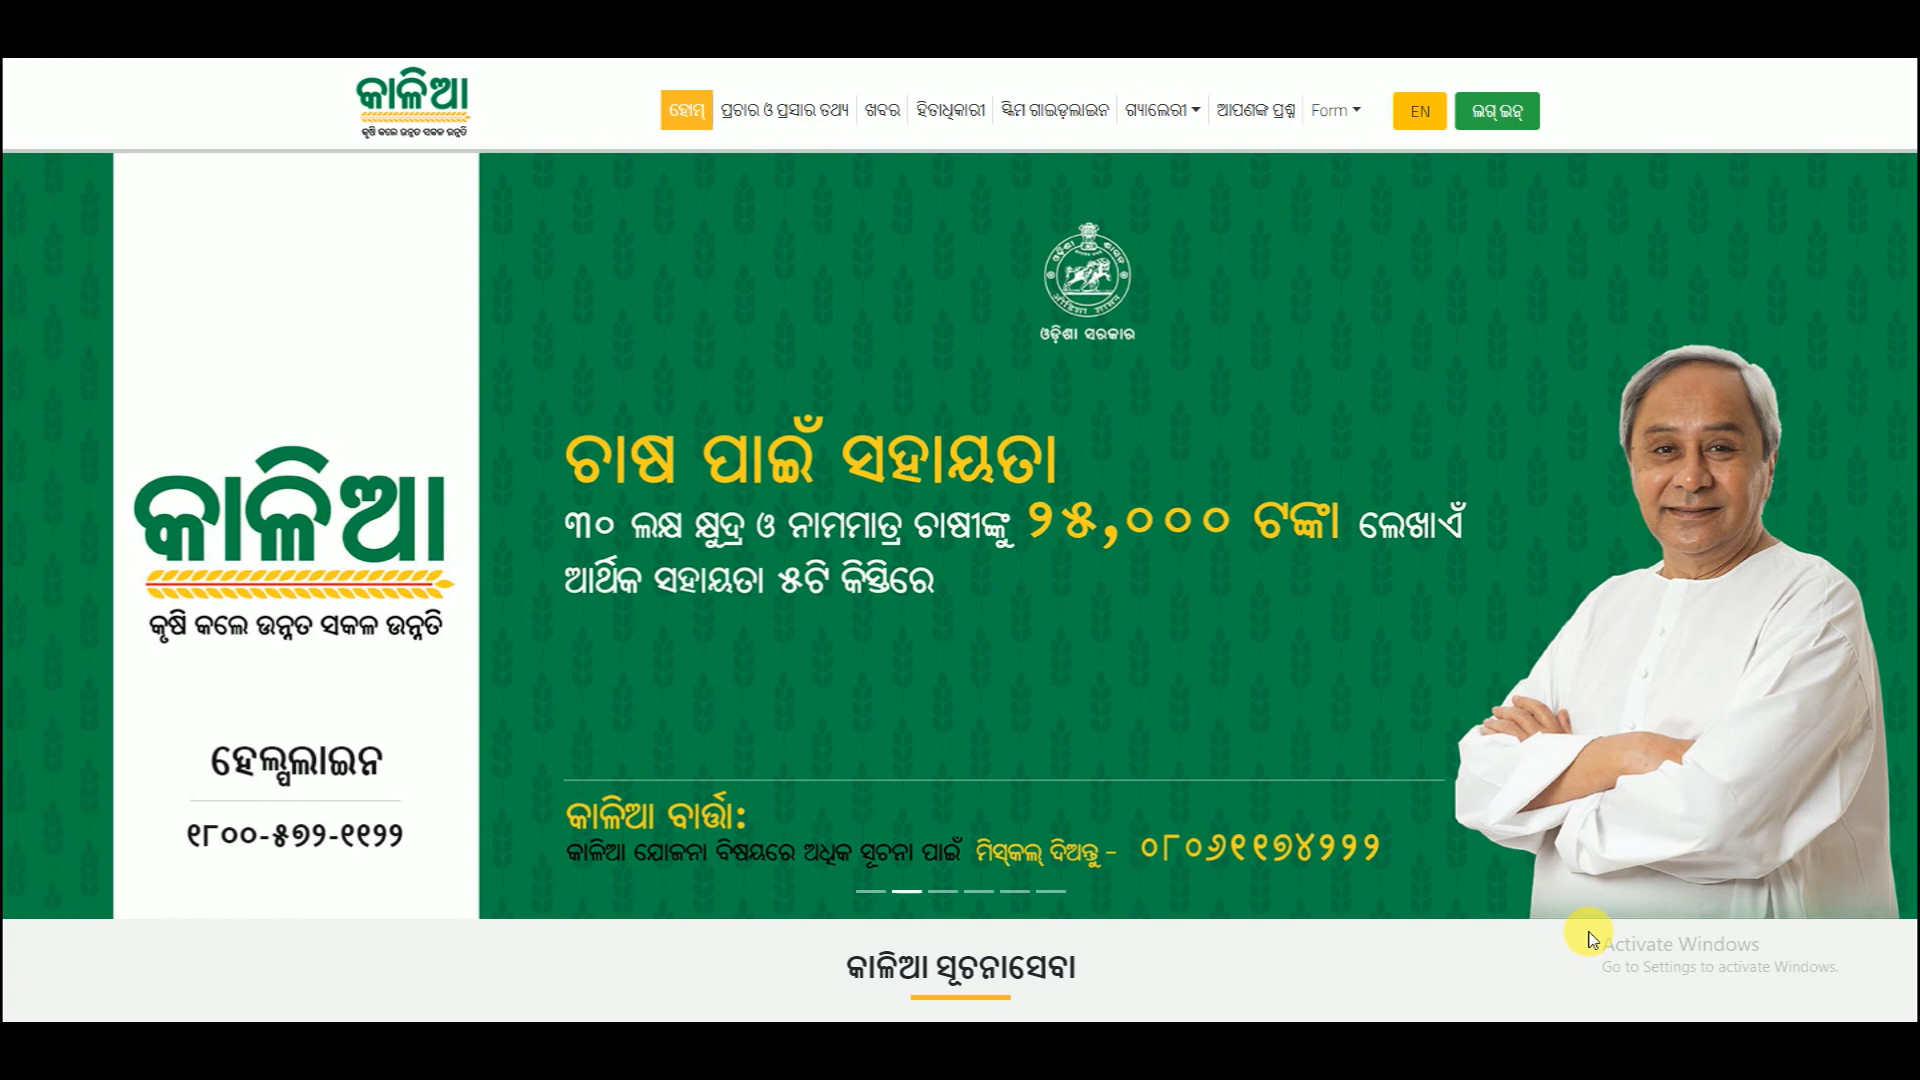 କାଳିଆ
କୃଷି କଲେ ଉନ୍ନତ ସକଳ ଉନ୍ନତି
ହୋମ୍ ପ୍ରଚାର ଓ ପ୍ରସାର ତଥ୍ୟ ଖବର ହିତାଧିକାରୀ ସ୍କିମ ଗାଇଡ଼ଲାଇନ ଗ୍ୟାଲେରୀ ଆପଣଙ୍କ ପ୍ରଶ୍ନ Form EN ଲଗ୍ ଇନ୍
ଓଡ଼ିଶା ସରକାର
କାଳିଆ
କୃଷି କଲେ ଉନ୍ନତ ସକଳ ଉନ୍ନତି
ହେଲ୍ପଲାଇନ
୧୮୦୦-୫୭୨-୧୧୨୨
ଚାଷ ପାଇଁ ସହାୟତା
୩୦ ଲକ୍ଷ କ୍ଷୁଦ୍ର ଓ ନାମମାତ୍ର ଚାଷୀଙ୍କୁ ୨୫,୦୦୦ ଟଙ୍କା ଲେଖାଏଁ
ଆର୍ଥିକ ସହାୟତା ୫ଟି କିସ୍ତିରେ
କାଳିଆ ବାର୍ତ୍ତା:
କାଳିଆ ଯୋଜନା ବିଷୟରେ ଅଧିକ ସୂଚନା ପାଇଁ ମିସ୍‌କଲ୍ ଦିଅନ୍ତୁ - ୦୮୦୬୧୧୭୪୨୨୨
Activate Windows
Go to Settings to activate Windows.
କାଳିଆ ସୂଚନାସେବା